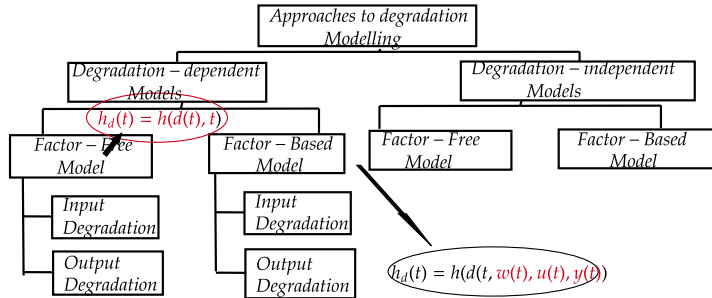 Approaches to degradation
Modelling
Degradation – dependent
Models
Degradation – independent
Models
h_d(t) = h(d(t), t)
Factor – Free
Model
Factor – Based
Model
Factor – Free
Model
Factor – Based
Model
Input
Degradation
Input
Degradation
Output
Degradation
Output
Degradation
h_d(t) = h(d(t, w(t), u(t), y(t))